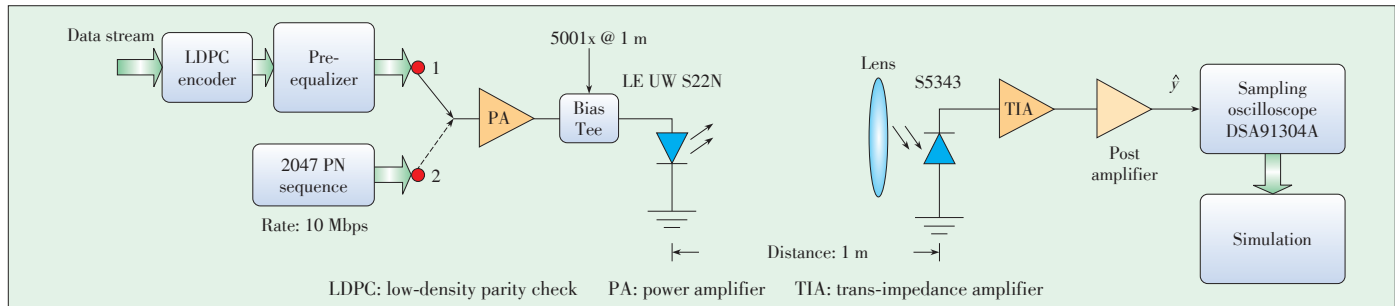 Data stream
LDPC
encoder
Pre-
equalizer
1
2047 PN
sequence
2
Rate: 10 Mbps
PA
5001x @ 1 m
Bias
Tee
LE UW S22N
Lens
S5343
TIA
Post
amplifier
ŷ
Sampling
oscilloscope
DSA91304A
Simulation
Distance: 1 m
LDPC: low-density parity check PA: power amplifier TIA: trans-impedance amplifier